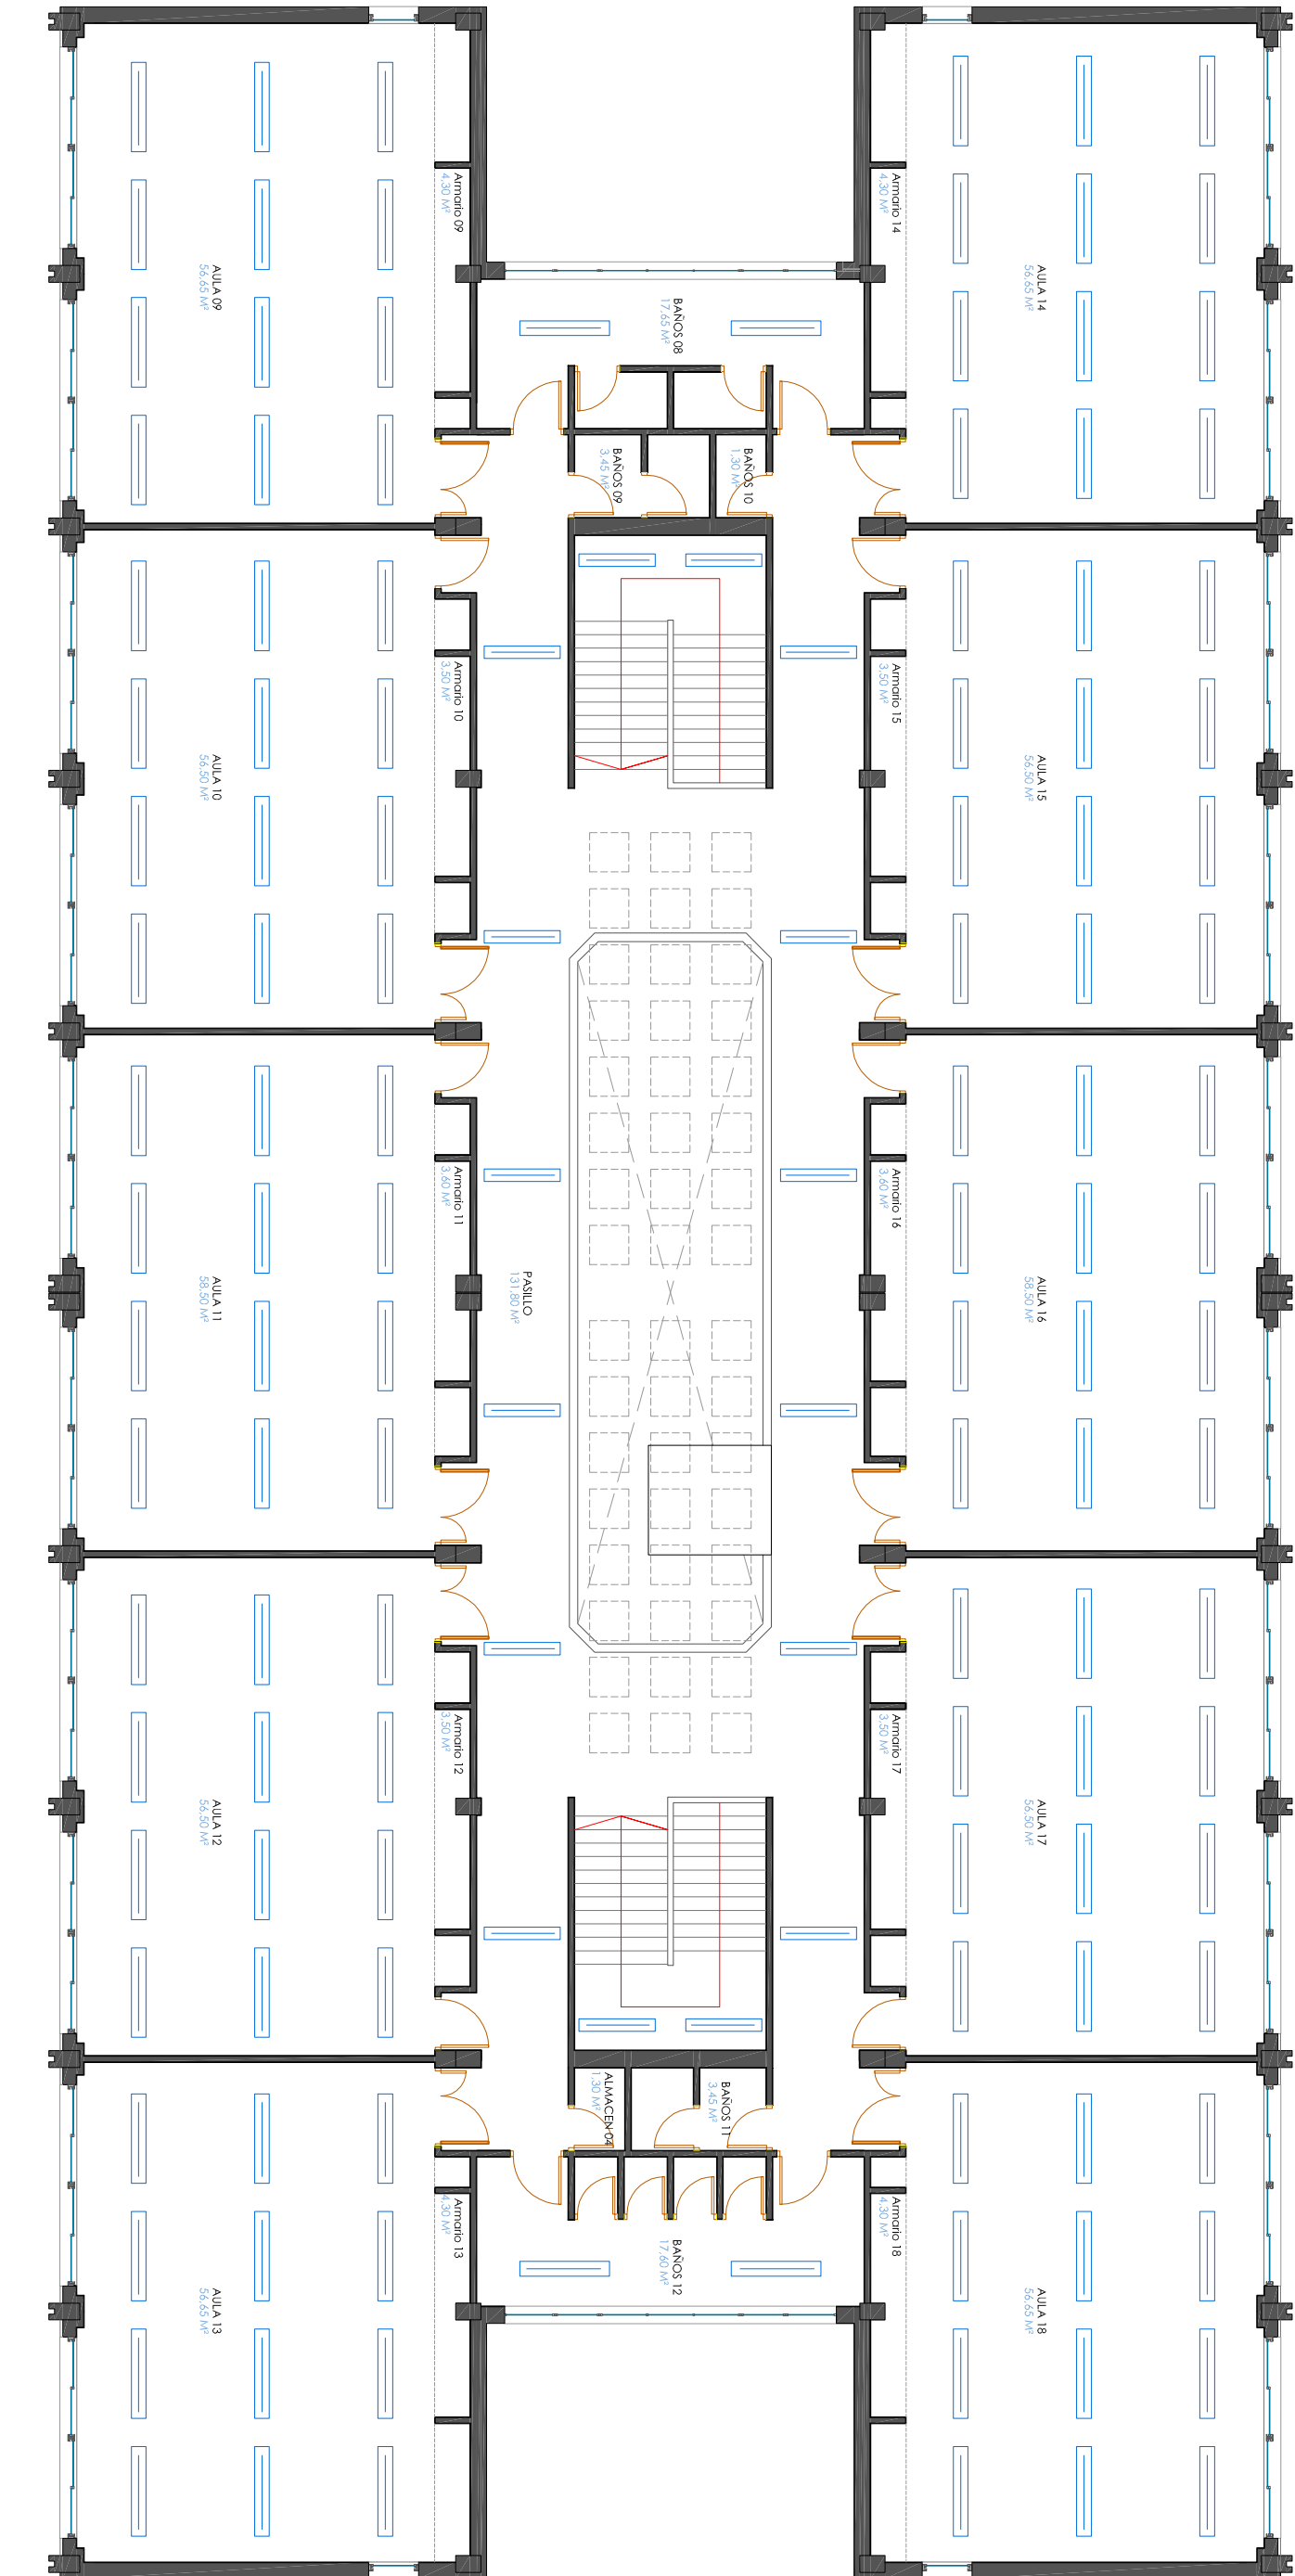 Armario 09
4,30 M²
Armario 14
4,30 M²
AULA 09
56,65 M²
AULA 14
56,65 M²
BAÑOS 08
17,65 M²
BAÑOS 09
3,45 M²
BAÑOS 10
1,30 M²
Armario 10
3,50 M²
Armario 15
3,50 M²
AULA 10
56,50 M²
AULA 15
56,50 M²
Armario 11
3,60 M²
Armario 16
3,60 M²
AULA 11
58,50 M²
PASILLO
131,80 M²
AULA 16
58,50 M²
Armario 12
3,50 M²
Armario 17
3,50 M²
AULA 12
56,50 M²
AULA 17
56,50 M²
ALMACEN 04
1,30 M²
BAÑOS 11
3,45 M²
Armario 13
4,30 M²
Armario 18
4,30 M²
BAÑOS 12
17,60 M²
AULA 13
56,65 M²
AULA 18
56,65 M²